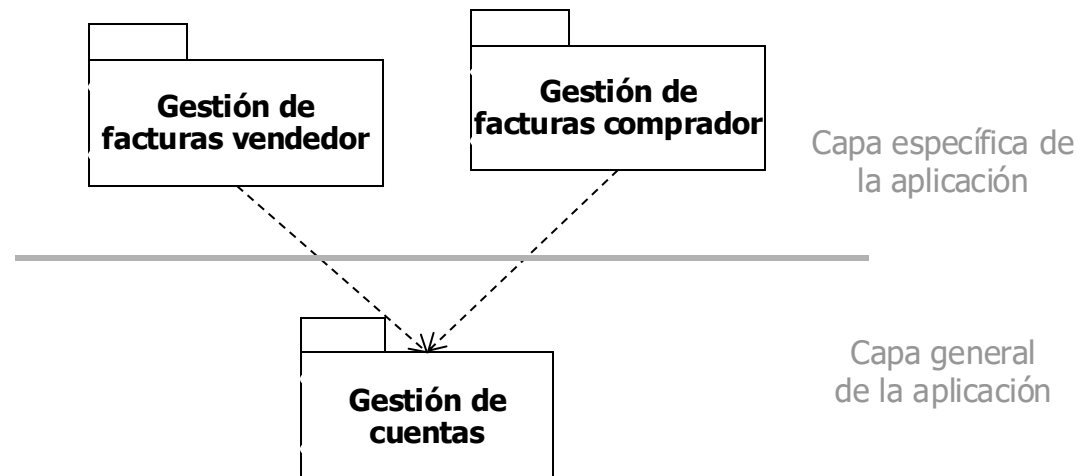 Gestión de
facturas vendedor
Gestión de
facturas comprador
Capa específica de
la aplicación
Capa general
de la aplicación
Gestión de
cuentas